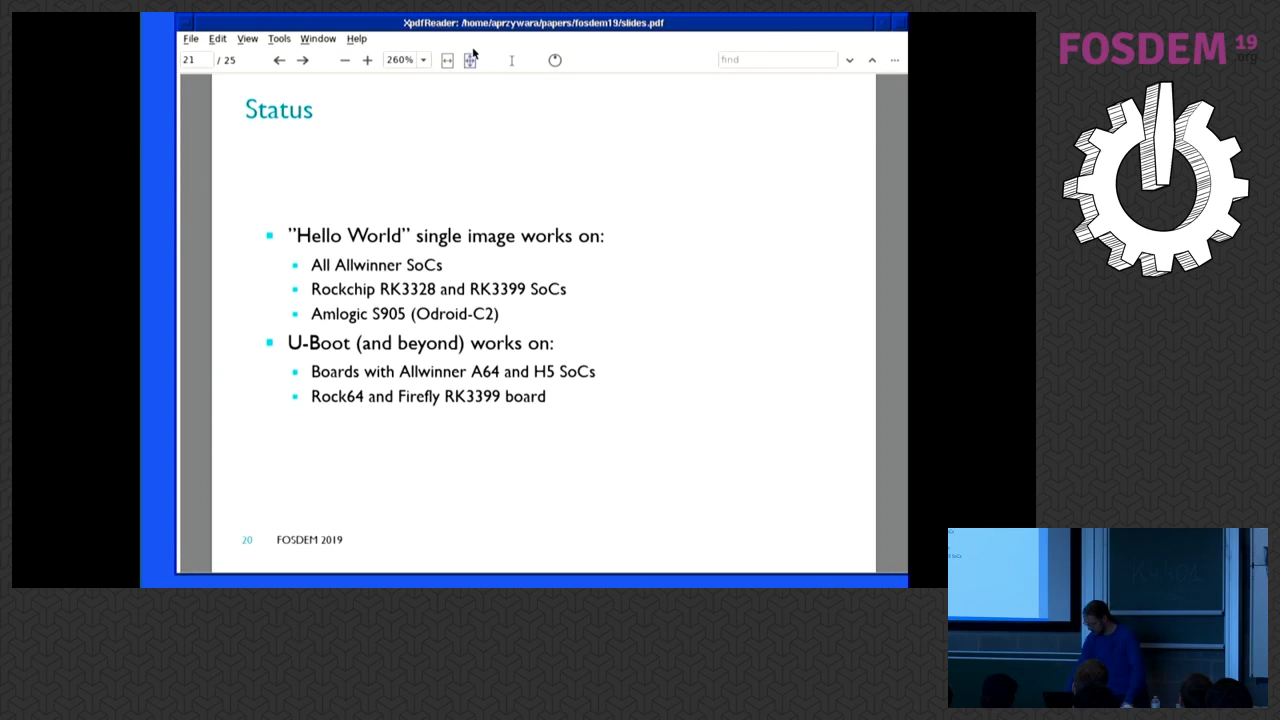 XpdfReader: /home/aprzywara/papers/fosdem19/slides.pdf
File Edit View Tools Window Help
21 / 25 260% find
Status
"Hello World" single image works on:
All Allwinner SoCs
Rockchip RK3328 and RK3399 SoCs
Amlogic S905 (Odroid-C2)
U-Boot (and beyond) works on:
Boards with Allwinner A64 and H5 SoCs
Rock64 and Firefly RK3399 board
20 FOSDEM 2019
FOSDEM 19
.org